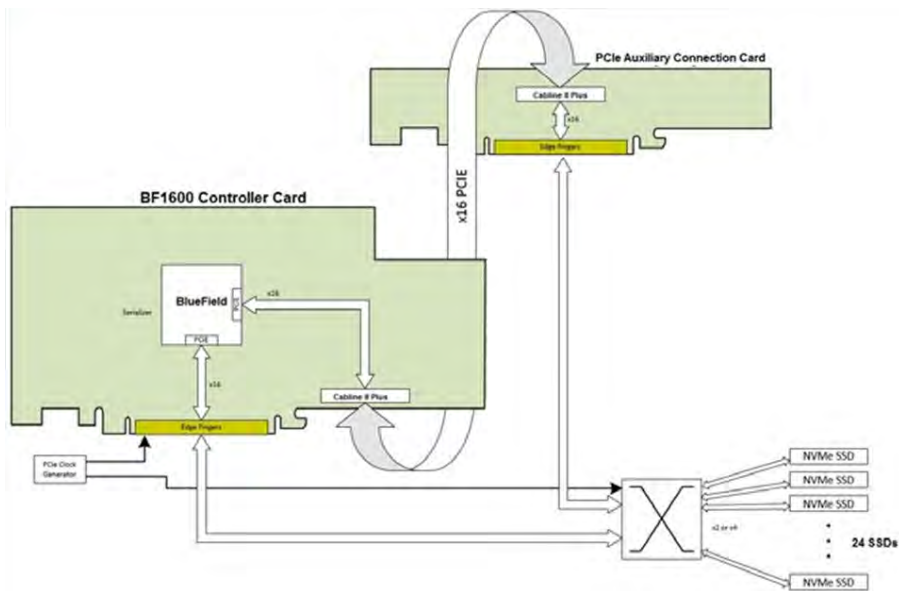 PCIe Auxiliary Connection Card
Cabline II Plus
x16
Edge Fingers
x16 PCIE
BF1600 Controller Card
BlueField
PCIE
x16
Serializer
PCIE
x16
Cabline II Plus
Edge Fingers
PCIe Clock
Generator
NVMe SSD
NVMe SSD
NVMe SSD
x2 or x4
24 SSDs
NVMe SSD